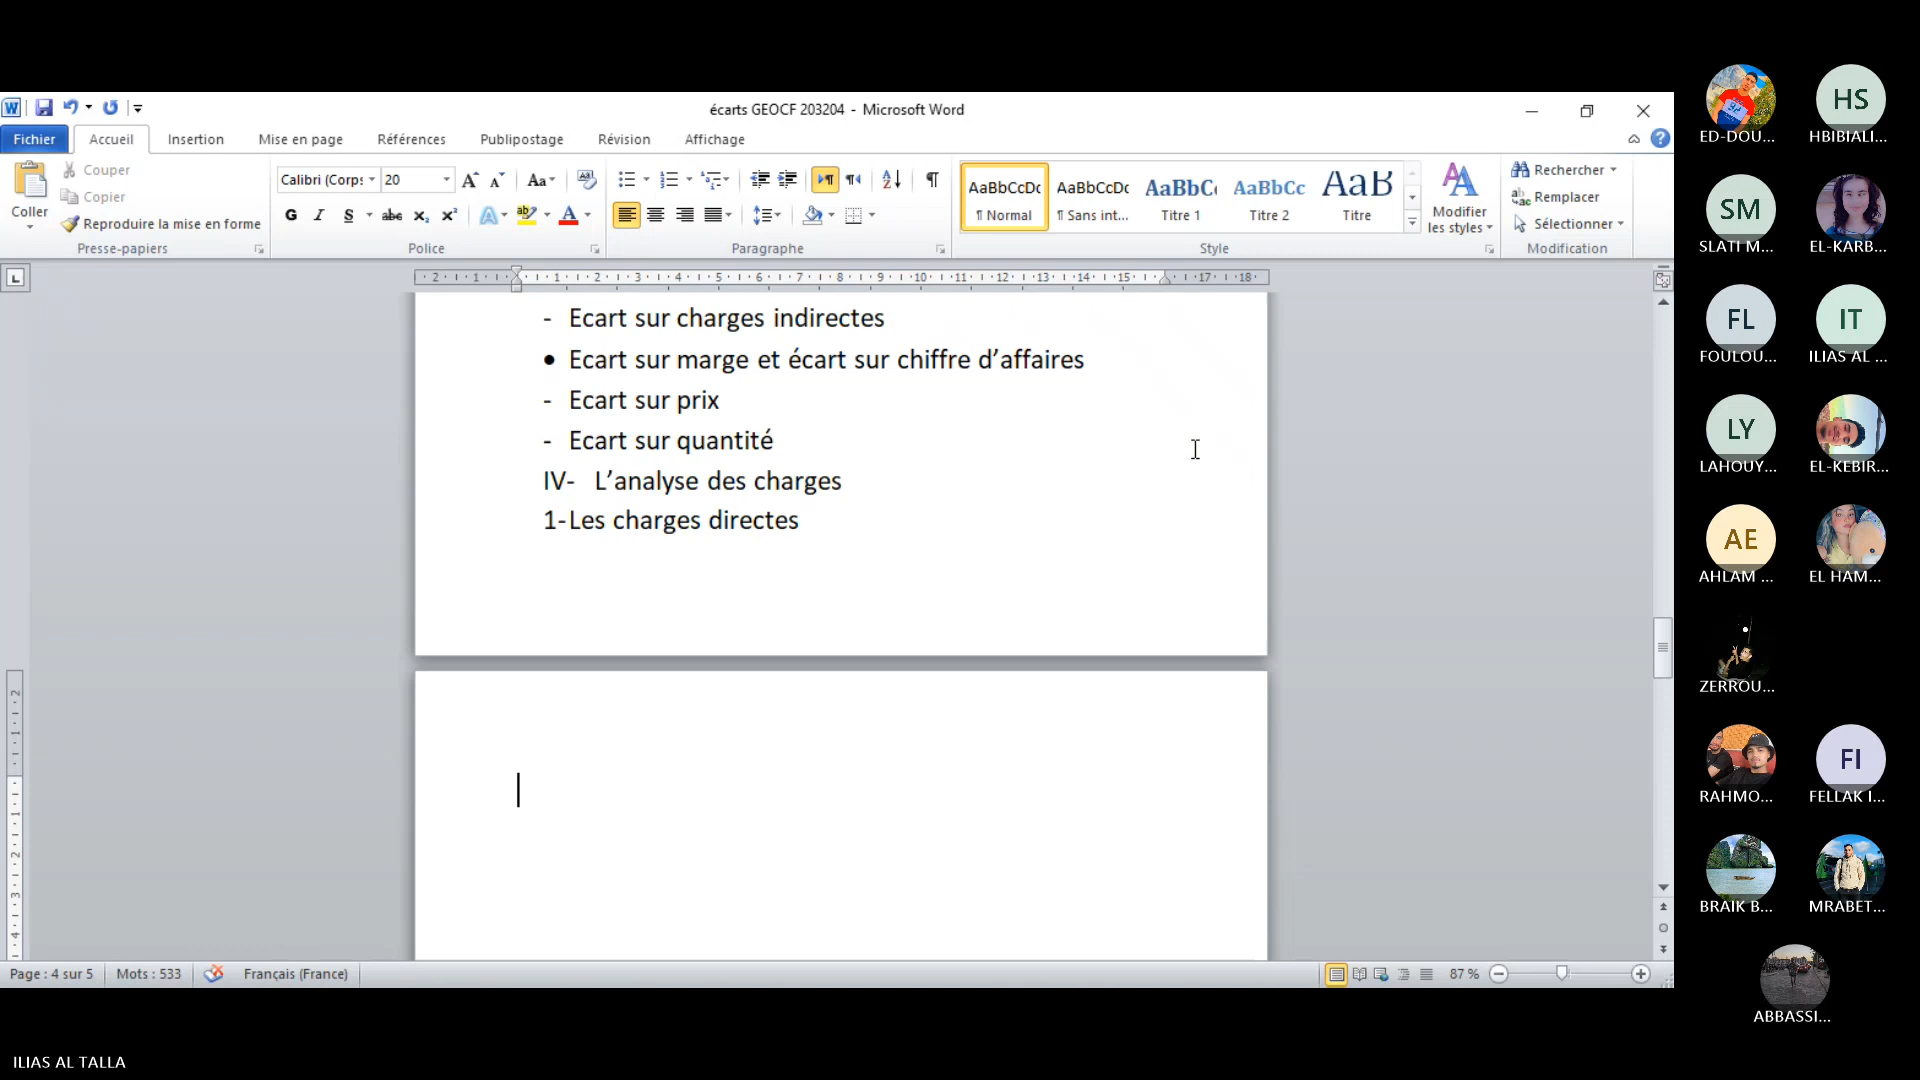 écarts GEOCF 203204 - Microsoft Word
Fichier Accueil Insertion Mise en page Références Publipostage Révision Affichage
Coller
Couper
Copier
Reproduire la mise en forme
Presse-papiers
Calibri (Corps 20
G I S abc x₂ x²
Police
Paragraphe
AaBbCcDc AaBbCcDc AaBbC AaBbCc AaB
¶ Normal ¶ Sans int... Titre 1 Titre 2 Titre
Style
Modifier les styles
Rechercher
Remplacer
Sélectionner
Modification
- Ecart sur charges indirectes
• Ecart sur marge et écart sur chiffre d’affaires
- Ecart sur prix
- Ecart sur quantité
IV- L’analyse des charges
1- Les charges directes
Page : 4 sur 5 Mots : 533 Français (France) 87 %
ED-DOU...
HS
HBIBIALI...
SM
SLATI M...
EL-KARB...
FL
FOULOU...
IT
ILIAS AL ...
LY
LAHOUY...
EL-KEBIR...
AE
AHLAM ...
EL HAM...
ZERROU...
RAHMO...
FI
FELLAK I...
BRAIK B...
MRABET...
ABBASSI...
ILIAS AL TALLA